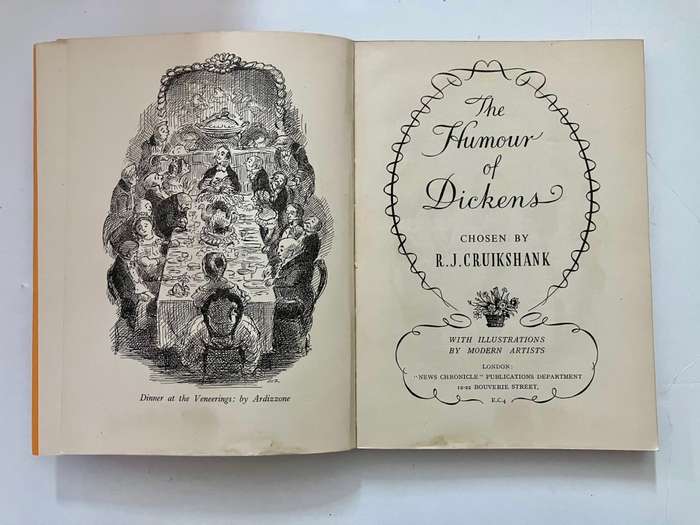 Dinner at the Veneerings: by Ardizzone
The
Humour
of
Dickens
CHOSEN BY
R.J.CRUIKSHANK
WITH ILLUSTRATIONS
BY MODERN ARTISTS
LONDON:
"NEWS CHRONICLE" PUBLICATIONS DEPARTMENT
12-22 BOUVERIE STREET,
E.C.4